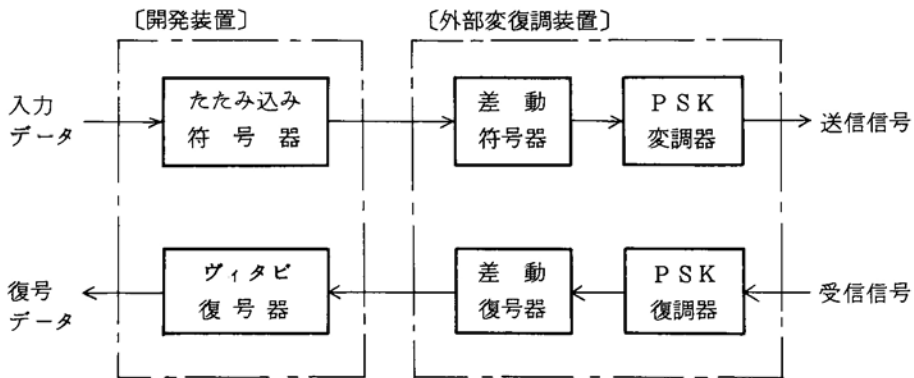 〔開発装置〕
〔外部変復調装置〕
入力
データ
たたみ込み
符号器
差動
符号器
PSK
変調器
送信信号
復号
データ
ヴィタビ
復号器
差動
復号器
PSK
復調器
受信信号